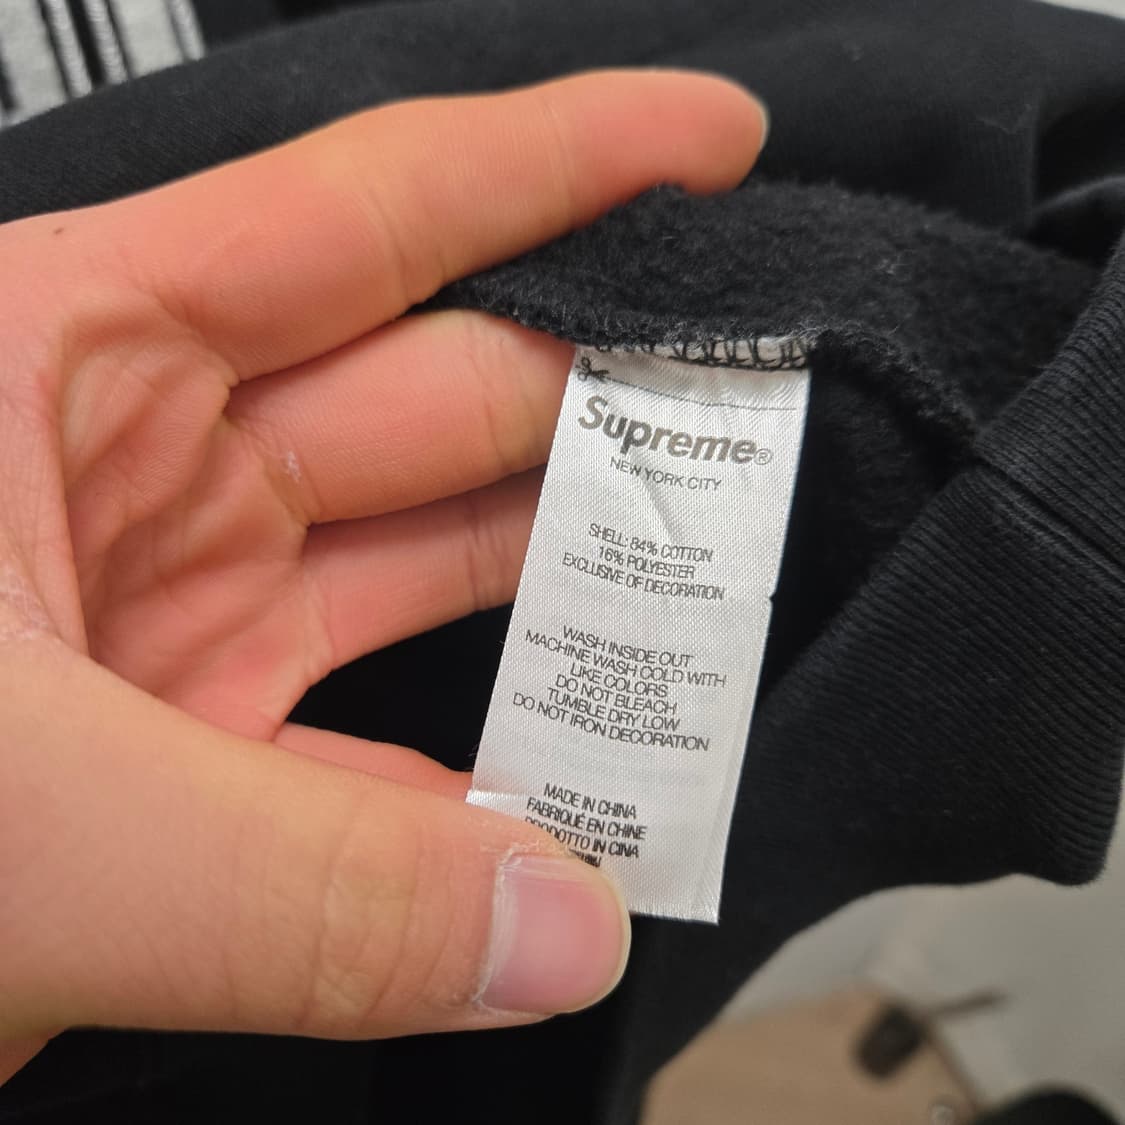 Supreme®
NEW YORK CITY
SHELL: 84% COTTON
16% POLYESTER
EXCLUSIVE OF DECORATION
WASH INSIDE OUT
MACHINE WASH COLD WITH
LIKE COLORS
DO NOT BLEACH
TUMBLE DRY LOW
DO NOT IRON DECORATION
MADE IN CHINA
FABRIQUÉ EN CHINE
PRODOTTO IN CINA